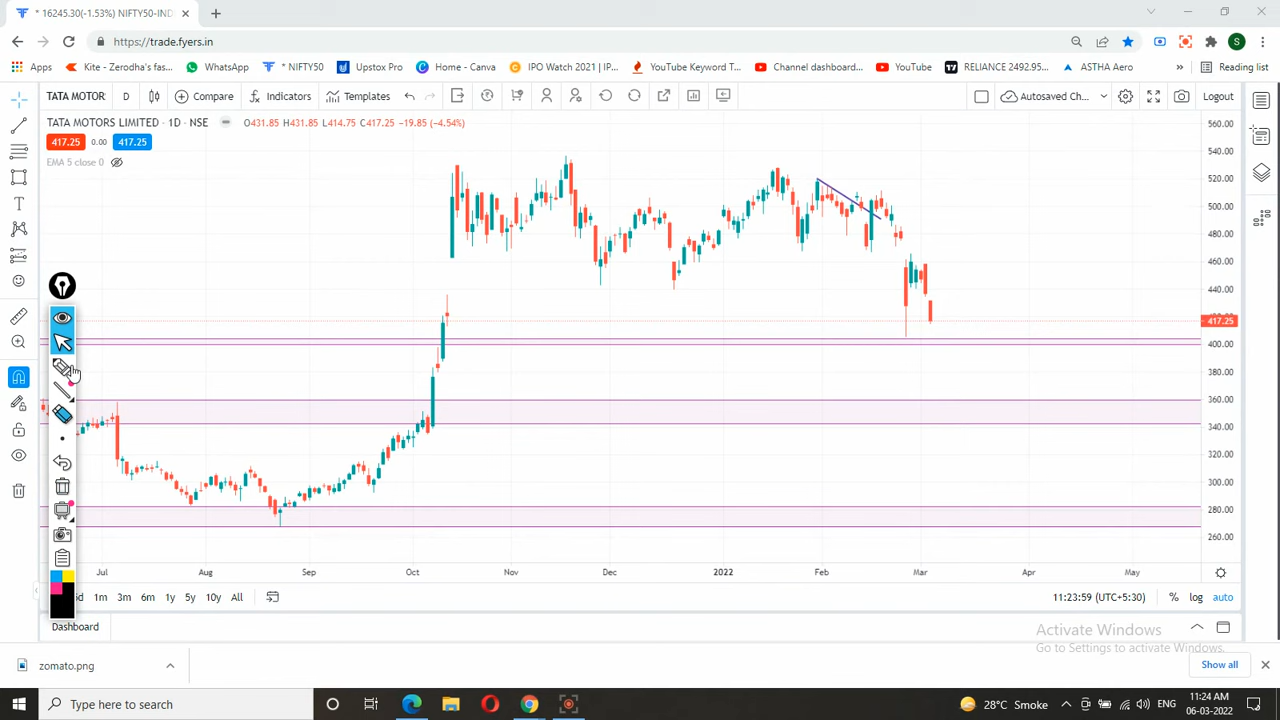 * 16245.30(-1.53%) NIFTY50-IND
https://trade.fyers.in
S
Apps
Kite - Zerodha's fas...
WhatsApp
* NIFTY50
Upstox Pro
Home - Canva
IPO Watch 2021 | IP...
YouTube Keyword T...
Channel dashboard...
YouTube
RELIANCE 2492.95...
ASTHA Aero
»
Reading list
TATA MOTOR
D
Compare
Indicators
Templates
Autosaved Ch...
Logout
TATA MOTORS LIMITED · 1D · NSE
O431.85 H431.85 L414.75 C417.25 -19.85 (-4.54%)
417.25
0.00
417.25
EMA 5 close 0
560.00
540.00
520.00
500.00
480.00
460.00
440.00
417.25
400.00
380.00
360.00
340.00
320.00
300.00
280.00
260.00
Jul
Aug
Sep
Oct
Nov
Dec
2022
Feb
Mar
Apr
May
1m
3m
6m
1y
5y
10y
All
11:23:59 (UTC+5:30)
%
log
auto
Dashboard
Activate Windows
Go to Settings to activate Windows.
zomato.png
Show all
Type here to search
28°C Smoke
ENG
11:24 AM
06-03-2022